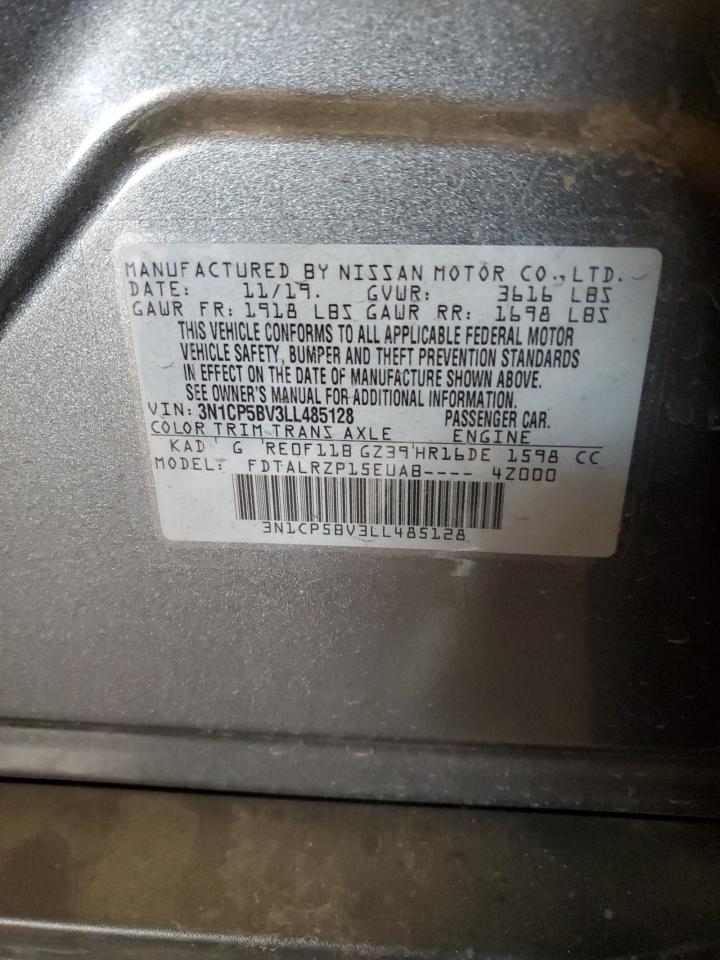 MANUFACTURED BY NISSAN MOTOR CO., LTD.
DATE: 11/19. GVWR: 3616 LBS
GAWR FR: 1918 LBS GAWR RR: 1698 LBS
THIS VEHICLE CONFORMS TO ALL APPLICABLE FEDERAL MOTOR
VEHICLE SAFETY, BUMPER AND THEFT PREVENTION STANDARDS
IN EFFECT ON THE DATE OF MANUFACTURE SHOWN ABOVE.
SEE OWNER'S MANUAL FOR ADDITIONAL INFORMATION.
VIN: 3N1CP5BV3LL485128 PASSENGER CAR.
COLOR TRIM TRANS AXLE ENGINE
KAD G RE0F11B GZ39 HR16DE 1598 CC
MODEL: FDTALRZP15EUAB---- 4Z000
3N1CP5BV3LL485128